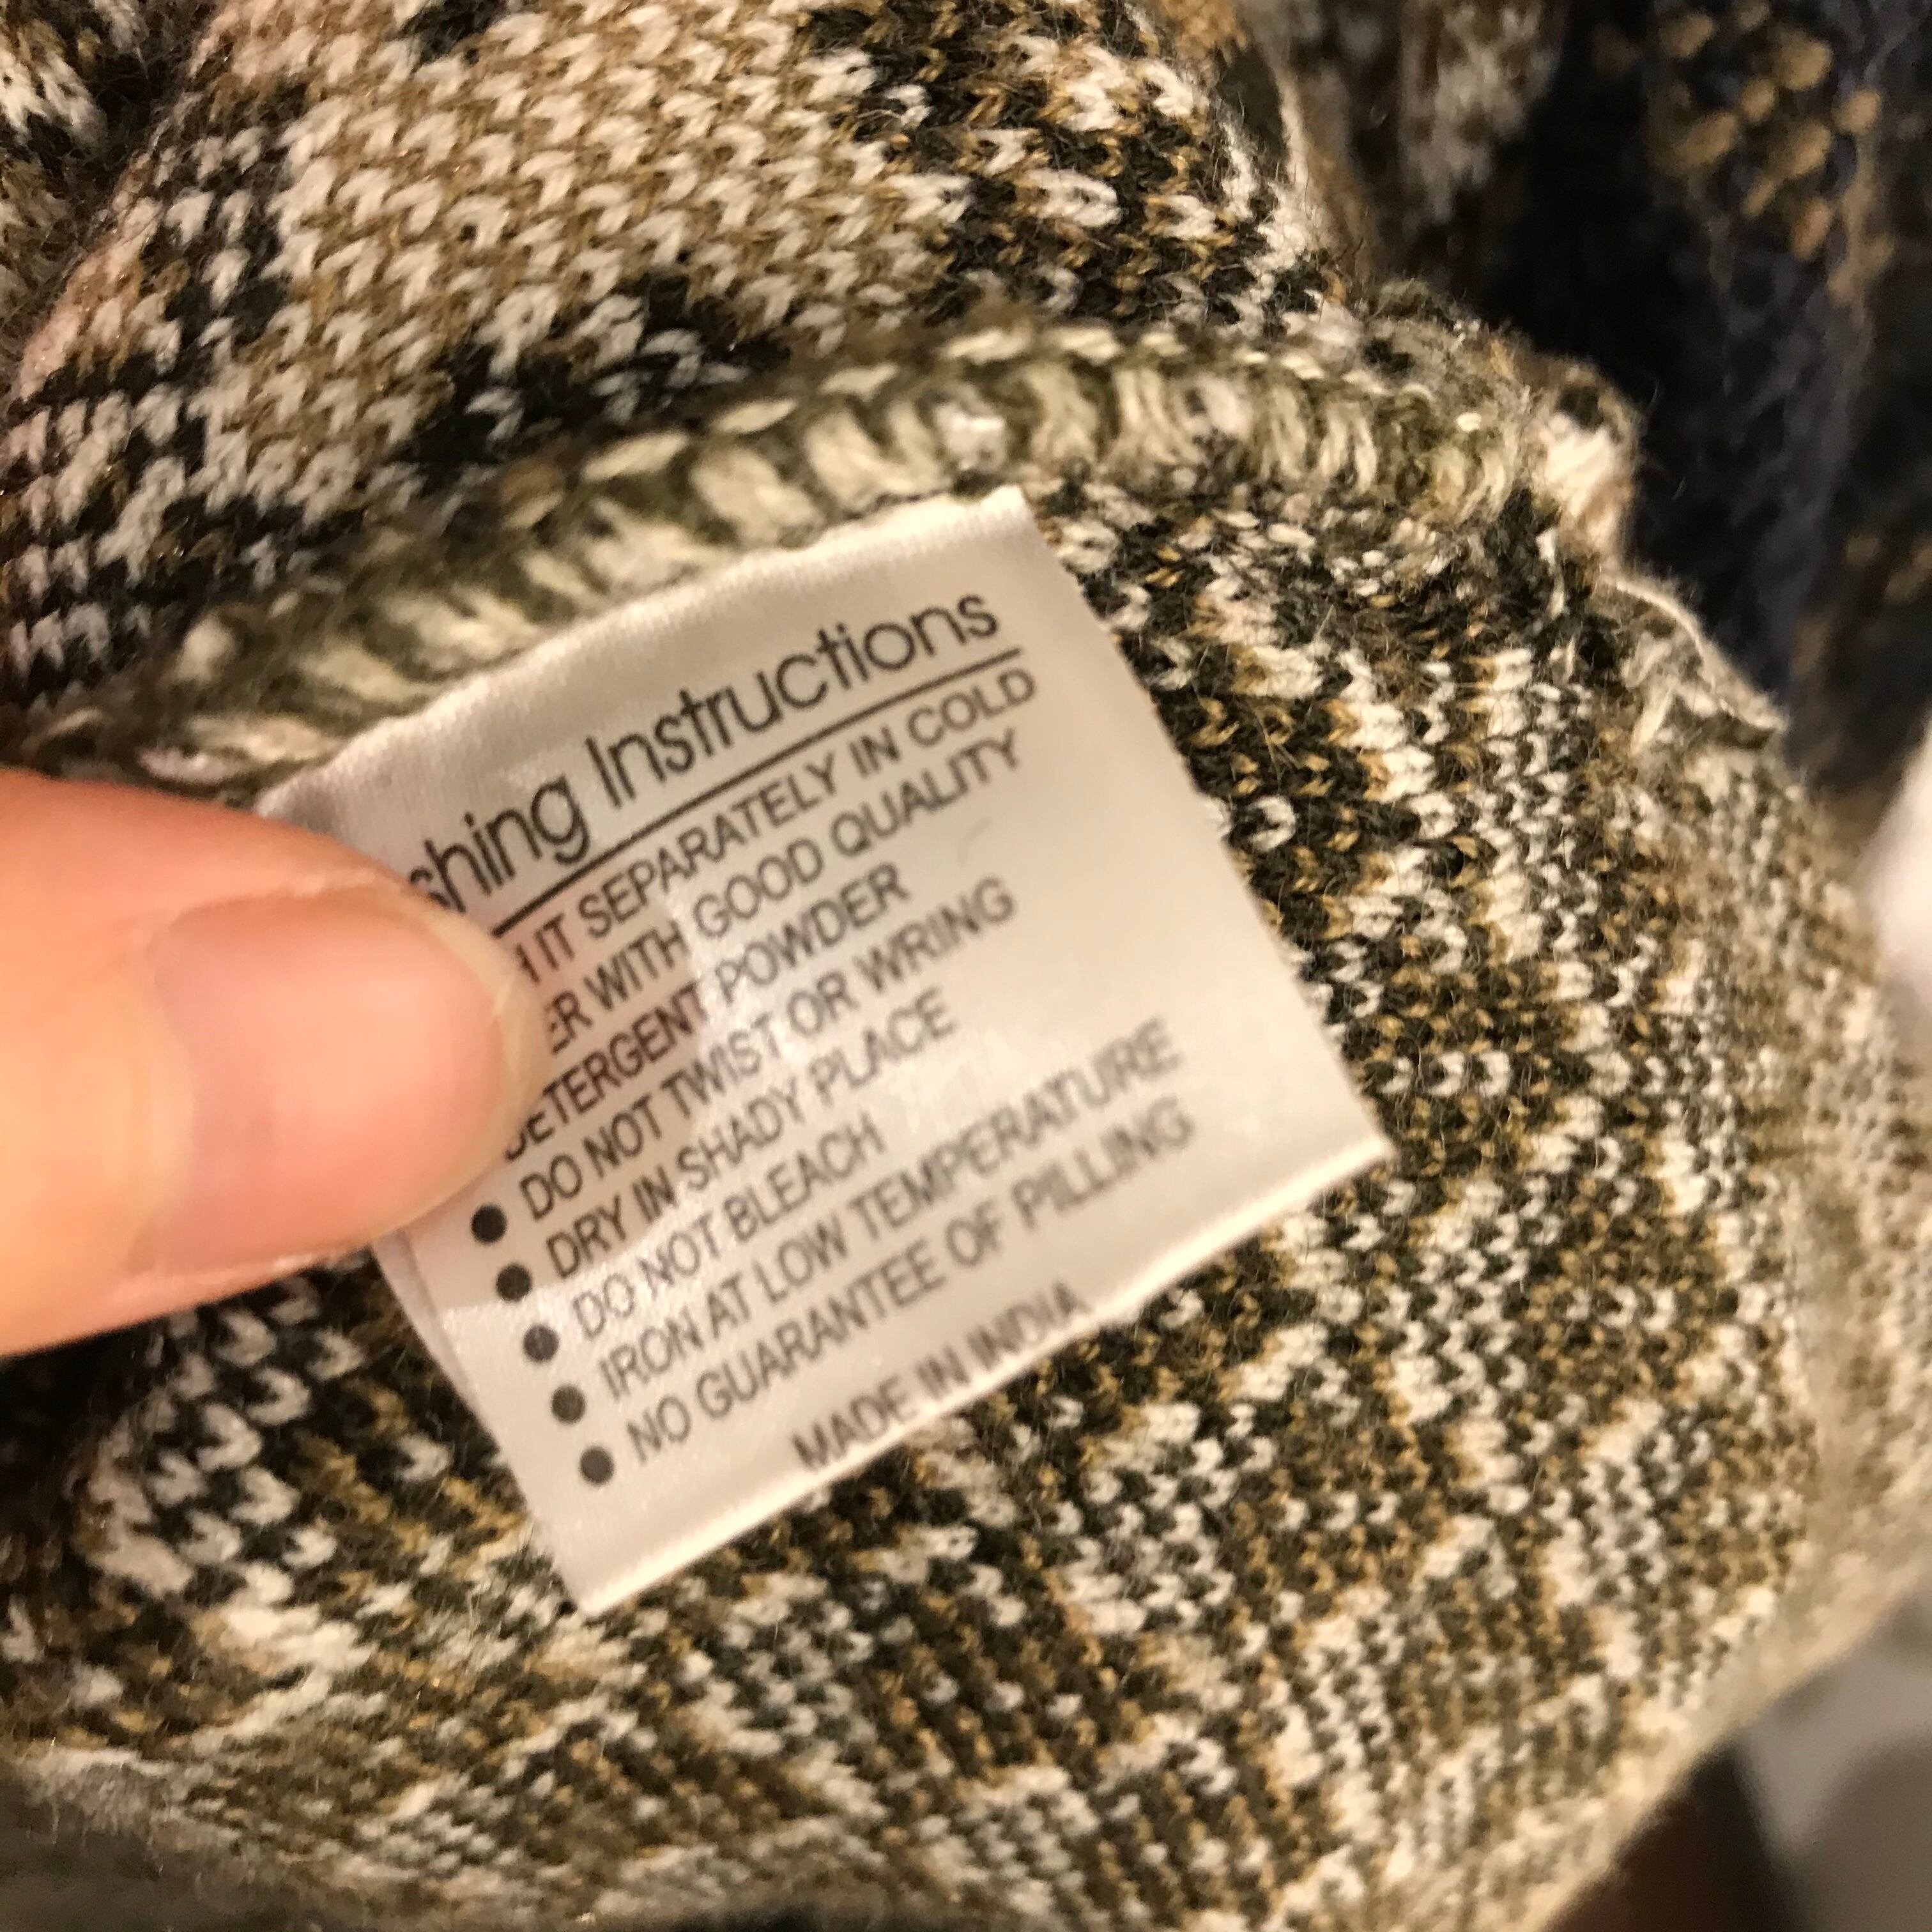 shing Instructions
H IT SEPARATELY IN COLD
ER WITH GOOD QUALITY
DETERGENT POWDER
● DO NOT TWIST OR WRING
● DRY IN SHADY PLACE
● DO NOT BLEACH
● IRON AT LOW TEMPERATURE
● NO GUARANTEE OF PILLING
MADE IN INDIA